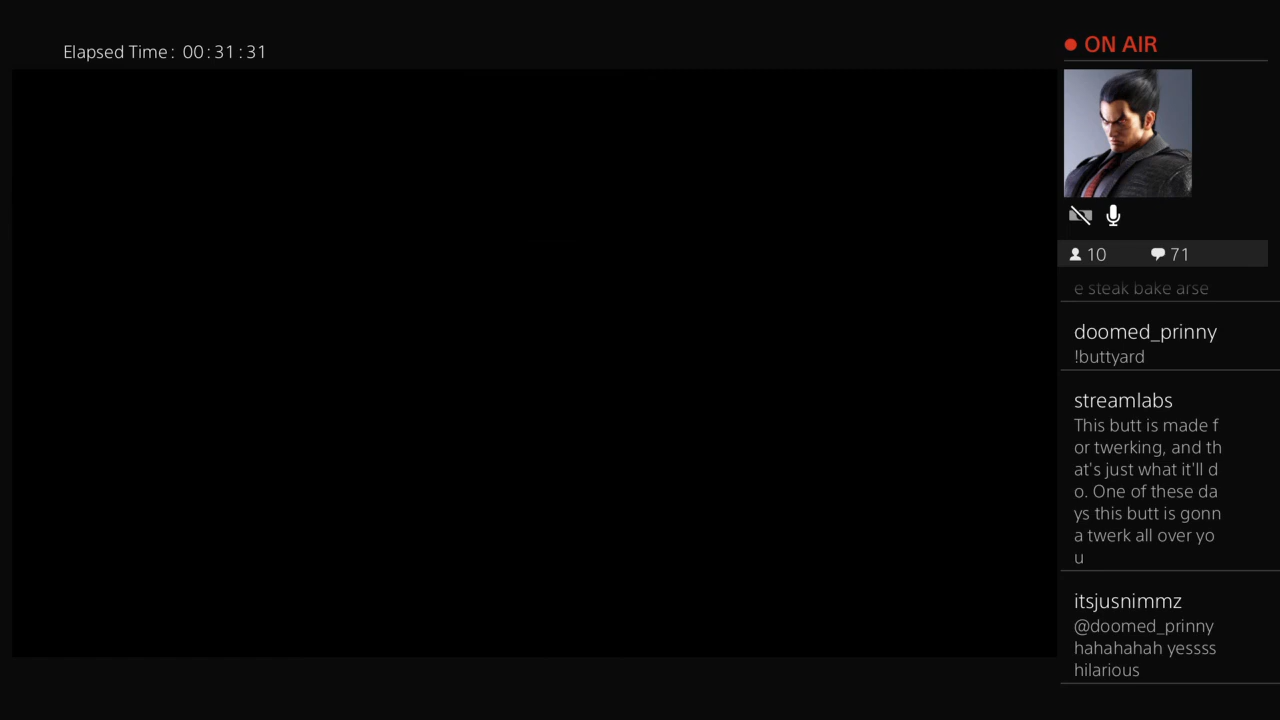 Elapsed Time: 00:31:31
ON AIR
10 71
e steak bake arse
doomed_prinny
!buttyard
streamlabs
This butt is made f
or twerking, and th
at's just what it'll d
o. One of these da
ys this butt is gonn
a twerk all over yo
u
itsjusnimmz
@doomed_prinny
hahahahah yessss
hilarious